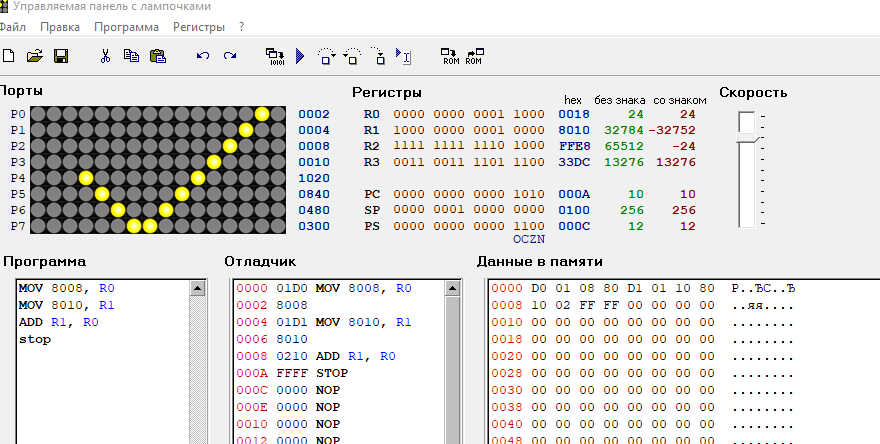 Управляемая панель с лампочками
Файл Правка Программа Регистры ?
10101 ROM ROM
Порты Регистры hex без знака со знаком Скорость
P0 0002 R0 0000 0000 0001 1000 0018 24 24
P1 0004 R1 1000 0000 0001 0000 8010 32784 -32752
P2 0008 R2 1111 1111 1110 1000 FFE8 65512 -24
P3 0010 R3 0011 0011 1101 1100 33DC 13276 13276
P4 1020
P5 0840 PC 0000 0000 0000 1010 000A 10 10
P6 0480 SP 0000 0001 0000 0000 0100 256 256
P7 0300 PS 0000 0000 0000 1100 000C 12 12
OCZN
Программа Отладчик Данные в памяти
MOV 8008, R0 0000 01D0 MOV 8008, R0 0000 D0 01 08 80 D1 01 10 80 Р..ЂС..Ђ
MOV 8010, R1 0002 8008 0008 10 02 FF FF 00 00 00 00 ..яя....
ADD R1, R0 0004 01D1 MOV 8010, R1 0010 00 00 00 00 00 00 00 00 ........
stop 0006 8010 0018 00 00 00 00 00 00 00 00 ........
0008 0210 ADD R1, R0 0020 00 00 00 00 00 00 00 00 ........
000A FFFF STOP 0028 00 00 00 00 00 00 00 00 ........
000C 0000 NOP 0030 00 00 00 00 00 00 00 00 ........
000E 0000 NOP 0038 00 00 00 00 00 00 00 00 ........
0010 0000 NOP 0040 00 00 00 00 00 00 00 00 ........
0012 0000 NOP 0048 00 00 00 00 00 00 00 00 ........